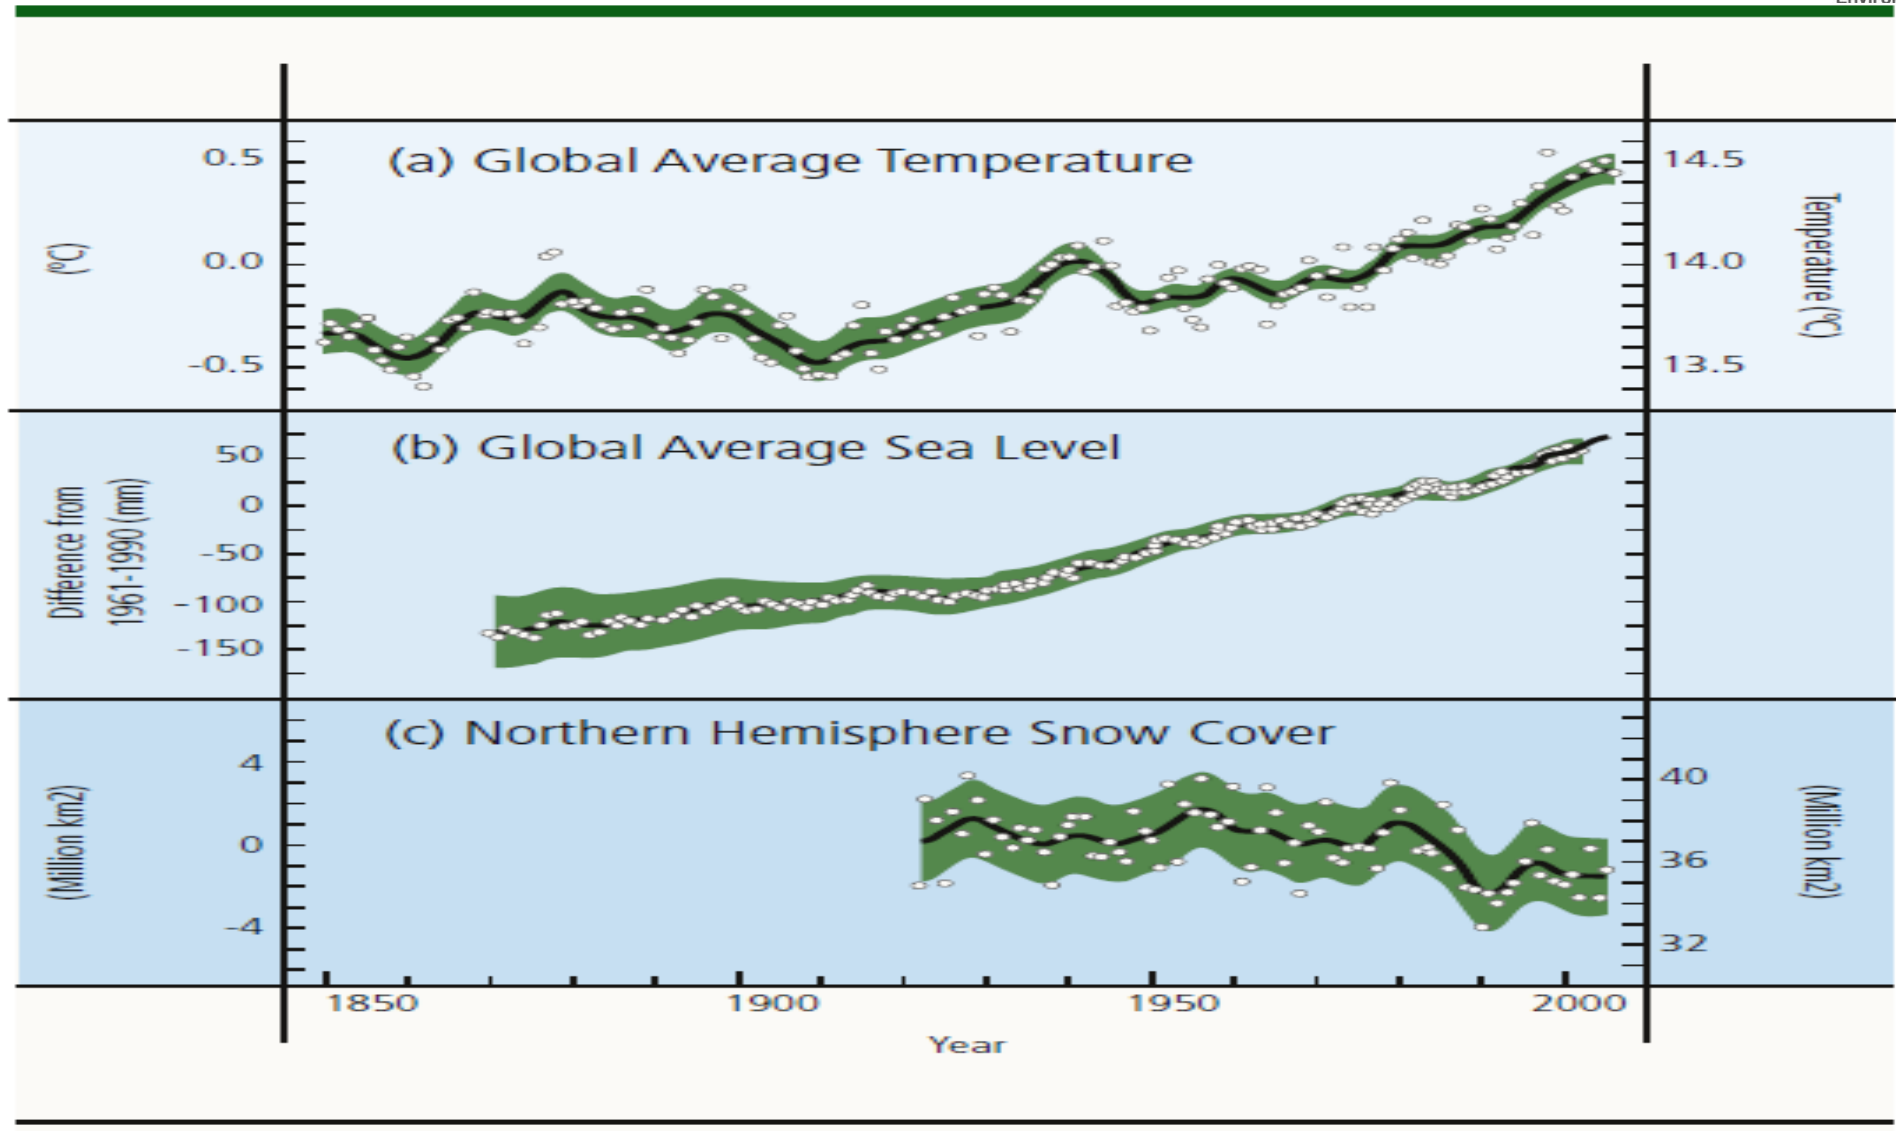 (a) Global Average Temperature
0.5
0.0
-0.5
(ºC)
14.5
14.0
13.5
Temperature (ºC)
(b) Global Average Sea Level
50
0
-50
-100
-150
Difference from
1961-1990 (mm)
(c) Northern Hemisphere Snow Cover
4
0
-4
(Million km2)
40
36
32
(Million km2)
1850
1900
1950
2000
Year